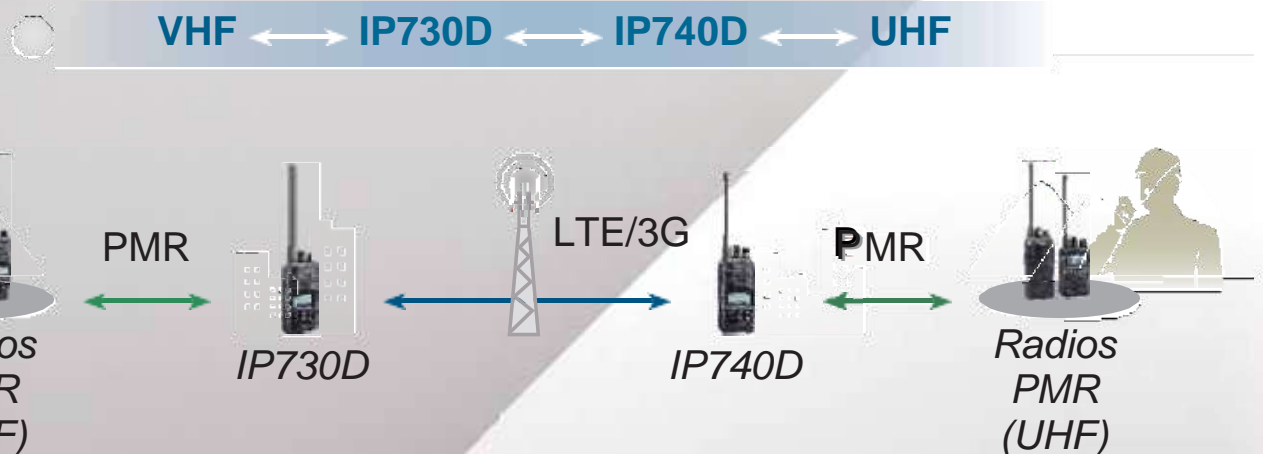 VHF IP730D IP740D UHF
PMR
LTE/3G
PMR
IP730D
IP740D
Radios
PMR
(UHF)